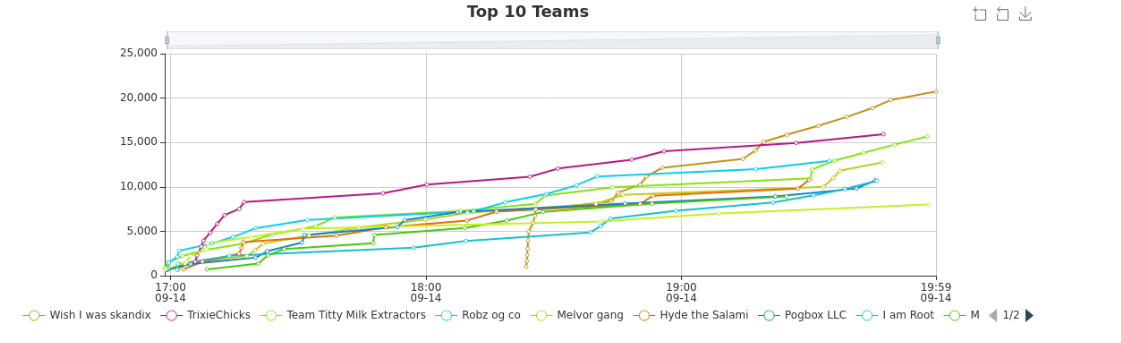 Top 10 Teams
25,000
20,000
15,000
10,000
5,000
0
17:00 18:00 19:00 19:59
09-14 09-14 09-14 09-14
Wish I was skandix TrixieChicks Team Titty Milk Extractors Robz og co Melvor gang Hyde the Salami Pogbox LLC I am Root M 1/2